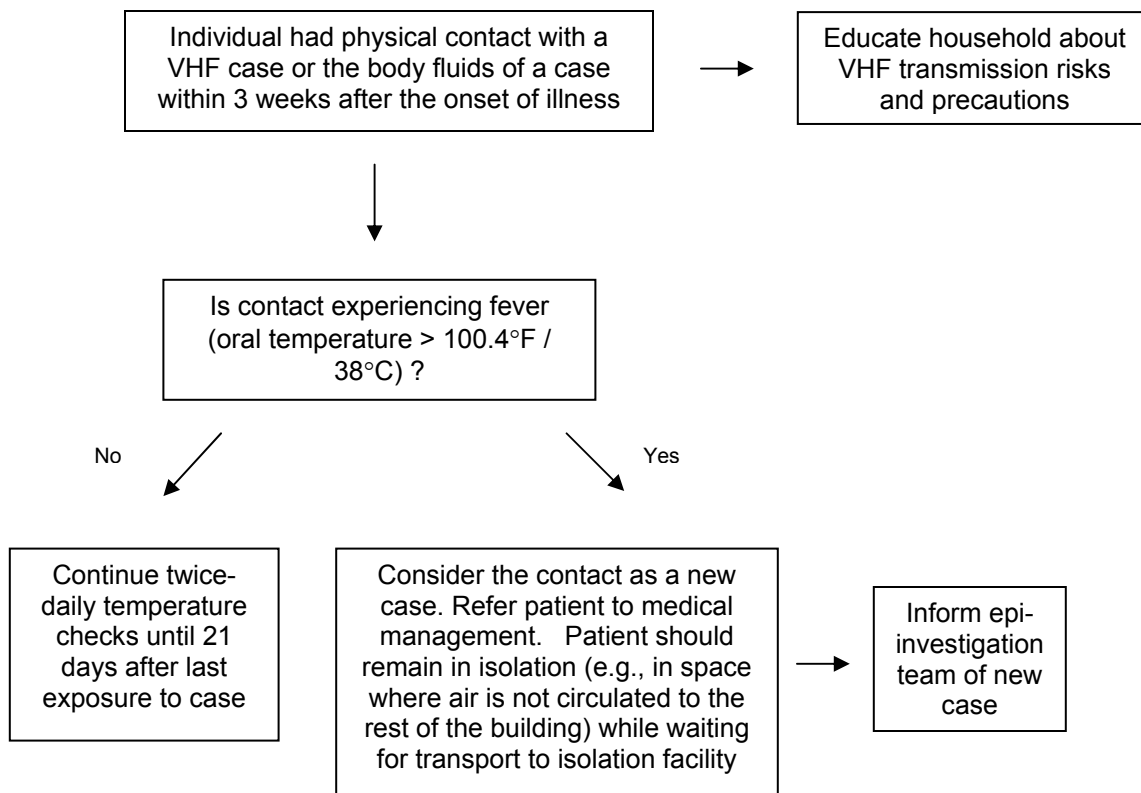 Individual had physical contact with a
VHF case or the body fluids of a case
within 3 weeks after the onset of illness
Educate household about
VHF transmission risks
and precautions
Is contact experiencing fever
(oral temperature > 100.4°F /
38°C) ?
No
Yes
Continue twice-
daily temperature
checks until 21
days after last
exposure to case
Consider the contact as a new
case. Refer patient to medical
management.   Patient should
remain in isolation (e.g., in space
where air is not circulated to the
rest of the building) while waiting
for transport to isolation facility
Inform epi-
investigation
team of new
case